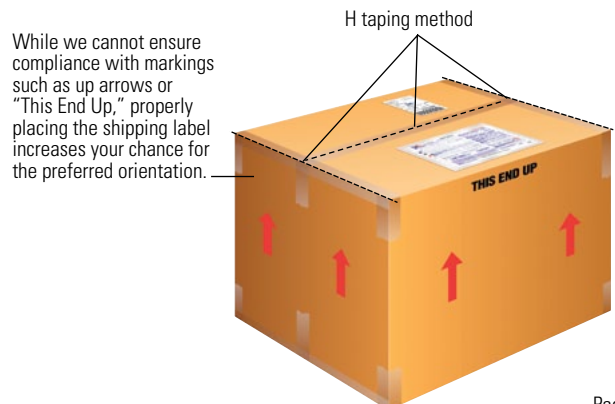 H taping method
While we cannot ensure
compliance with markings
such as up arrows or
“This End Up,” properly
placing the shipping label
increases your chance for
the preferred orientation.
THIS END UP